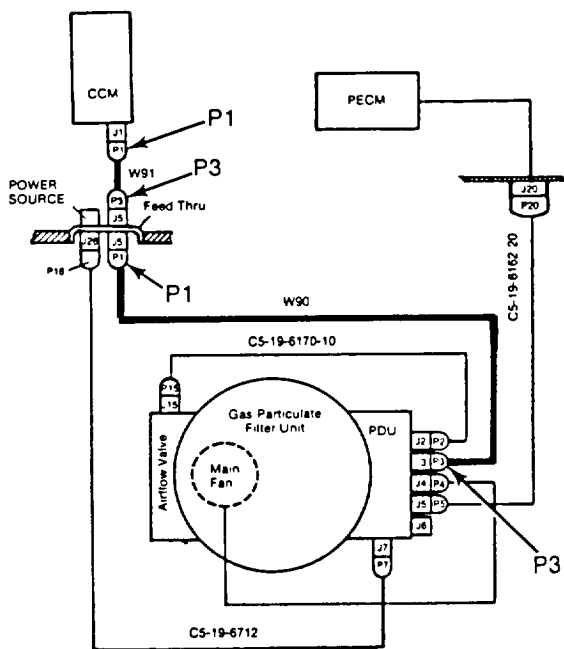 CCM
PECM
J1
P1
P1
W91
P3
P3
POWER
SOURCE
Feed Thru
J5
J28
J5
P1
P18
P1
J20
P20
C5-19-6162 20
W90
C5-19-6170-10
P15
J15
Airflow Valve
Gas Particulate
Filter Unit
Main
Fan
PDU
J2 P2
3 P3
J4 P4
J5 P5
J6
J7
P7
P3
C5-19-6712